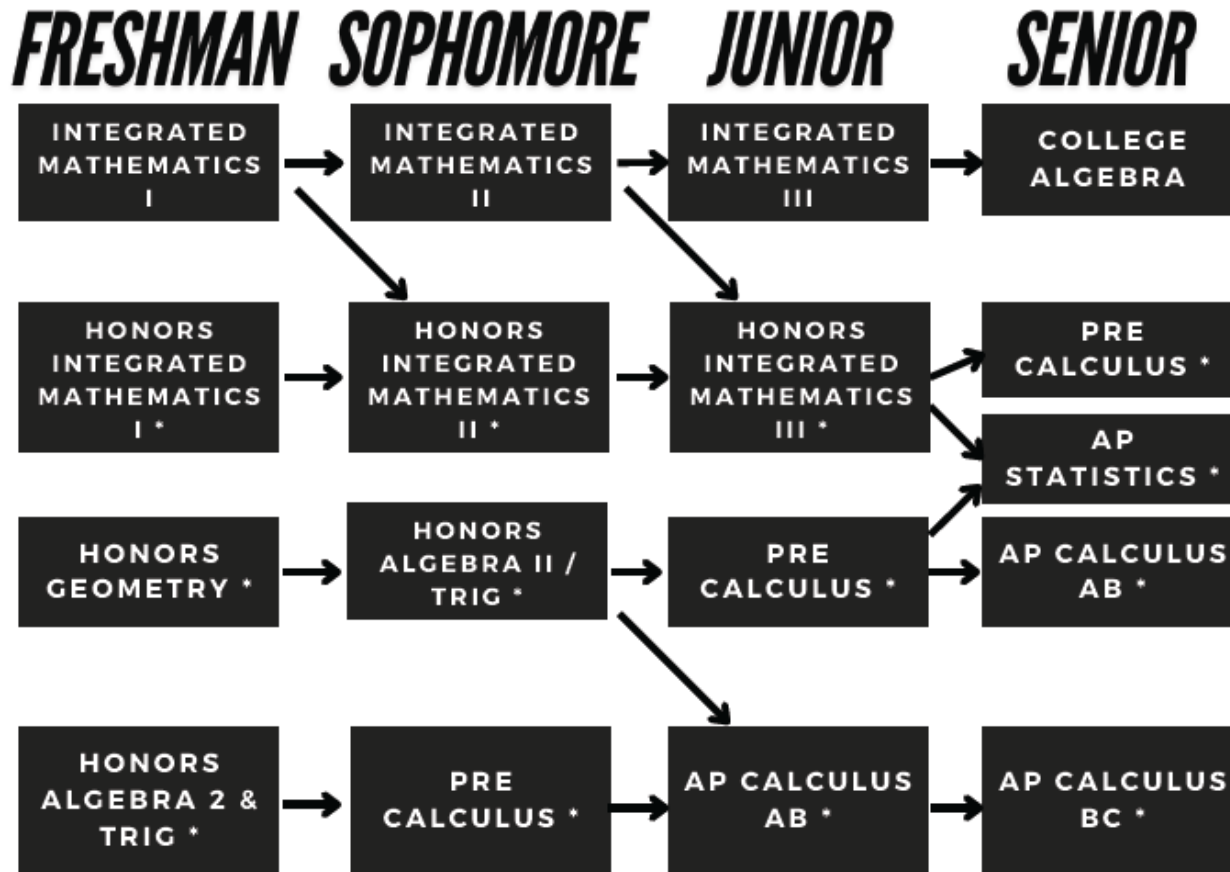 FRESHMAN SOPHOMORE JUNIOR SENIOR
INTEGRATED
MATHEMATICS
I
INTEGRATED
MATHEMATICS
II
INTEGRATED
MATHEMATICS
III
COLLEGE
ALGEBRA
HONORS
INTEGRATED
MATHEMATICS
I *
HONORS
INTEGRATED
MATHEMATICS
II *
HONORS
INTEGRATED
MATHEMATICS
III *
PRE
CALCULUS *
AP
STATISTICS *
HONORS
GEOMETRY *
HONORS
ALGEBRA II /
TRIG *
PRE
CALCULUS *
AP CALCULUS
AB *
HONORS
ALGEBRA 2 &
TRIG *
PRE
CALCULUS *
AP CALCULUS
AB *
AP CALCULUS
BC *